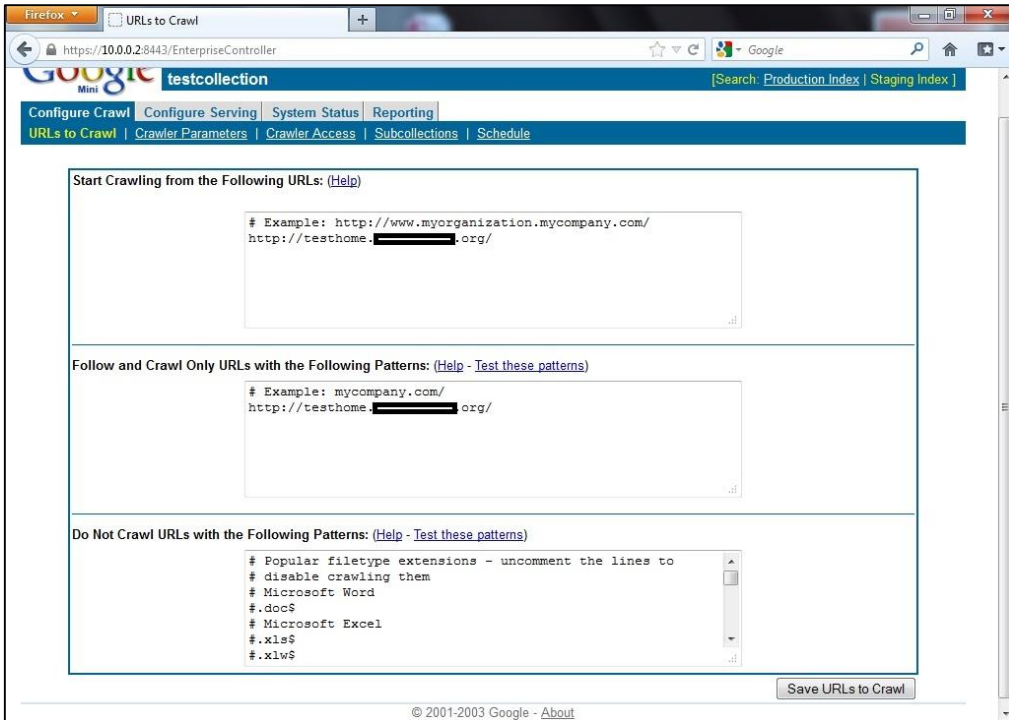 Firefox
URLs to Crawl
+
https://10.0.0.2:8443/EnterpriseController
Google
Google
Mini
testcollection
[Search: Production Index | Staging Index ]
Configure Crawl Configure Serving System Status Reporting
URLs to Crawl | Crawler Parameters | Crawler Access | Subcollections | Schedule
Start Crawling from the Following URLs: (Help)
# Example: http://www.myorganization.mycompany.com/
http://testhome. .org/
Follow and Crawl Only URLs with the Following Patterns: (Help - Test these patterns)
# Example: mycompany.com/
http://testhome. .org/
Do Not Crawl URLs with the Following Patterns: (Help - Test these patterns)
# Popular filetype extensions - uncomment the lines to
# disable crawling them
# Microsoft Word
#.doc$
# Microsoft Excel
#.xls$
#.xlw$
Save URLs to Crawl
© 2001-2003 Google - About